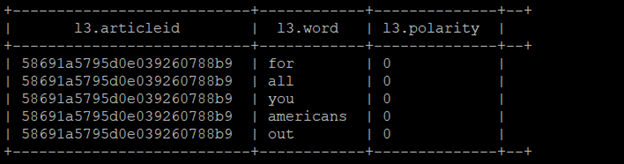 +---------------------------+------------+--------------+--+
|       l3.articleid        |  l3.word   | l3.polarity  |
+---------------------------+------------+--------------+--+
| 58691a5795d0e039260788b9  | for        | 0            |
| 58691a5795d0e039260788b9  | all        | 0            |
| 58691a5795d0e039260788b9  | you        | 0            |
| 58691a5795d0e039260788b9  | americans  | 0            |
| 58691a5795d0e039260788b9  | out        | 0            |
+---------------------------+------------+--------------+--+